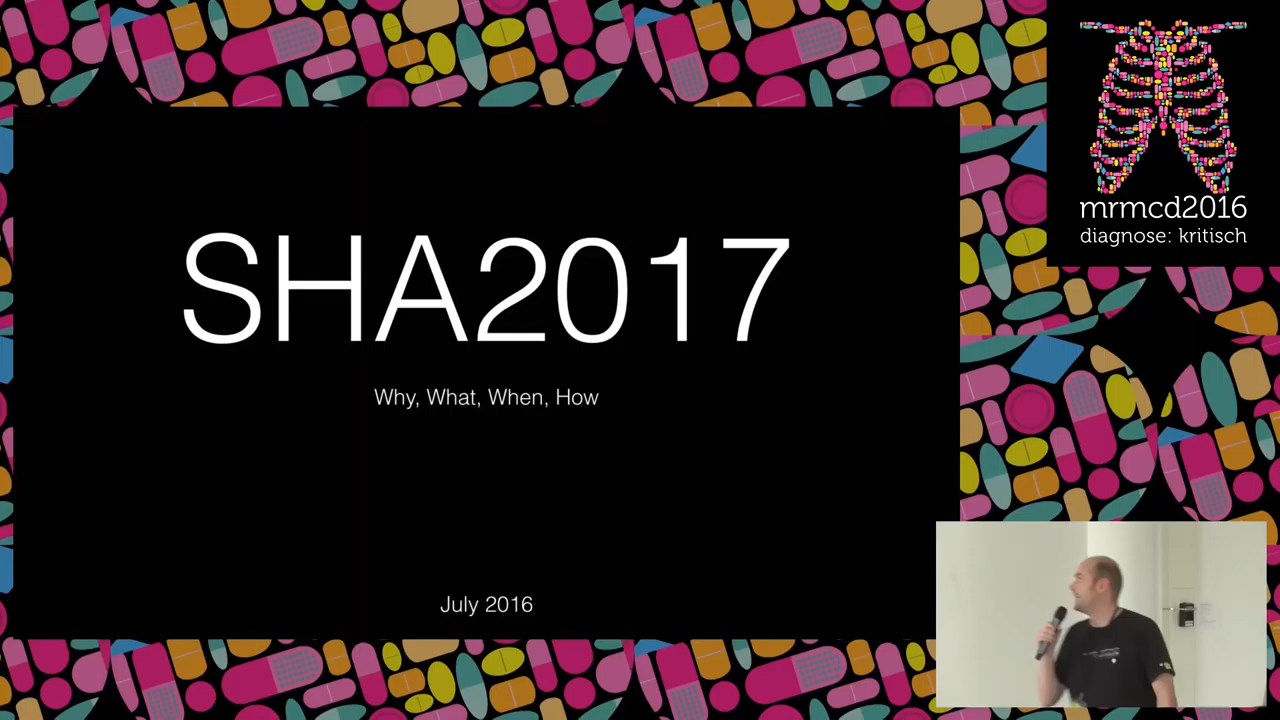 SHA2017
Why, What, When, How
July 2016
mrmcd2016
diagnose: kritisch